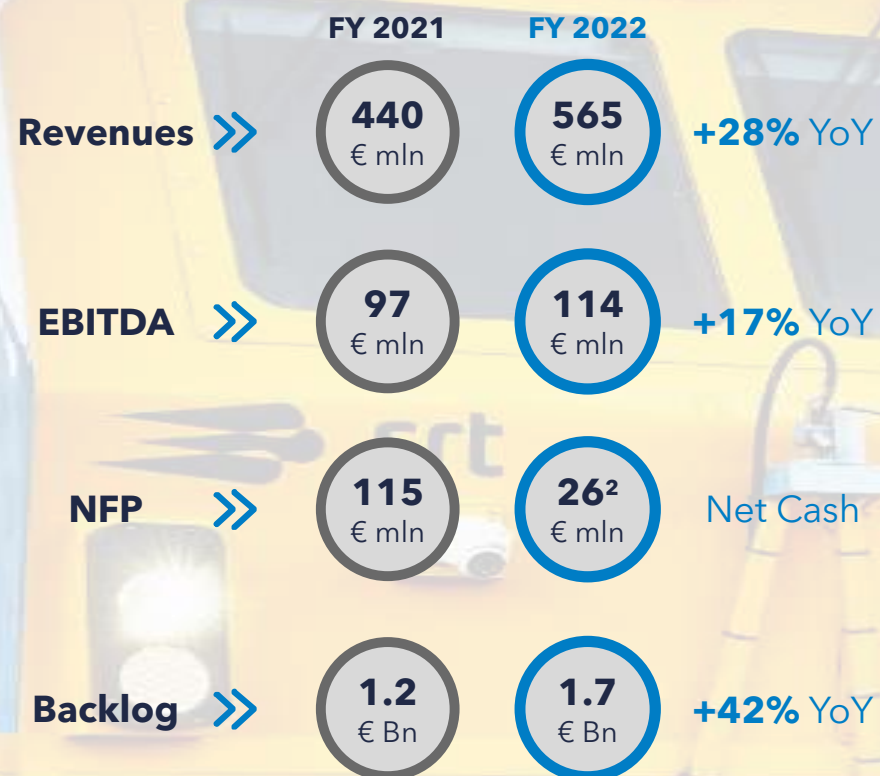 FY 2021 FY 2022
Revenues 440 € mln 565 € mln +28% YoY
EBITDA 97 € mln 114 € mln +17% YoY
srt
NFP 115 € mln 26² € mln Net Cash
Backlog 1.2 € Bn 1.7 € Bn +42% YoY